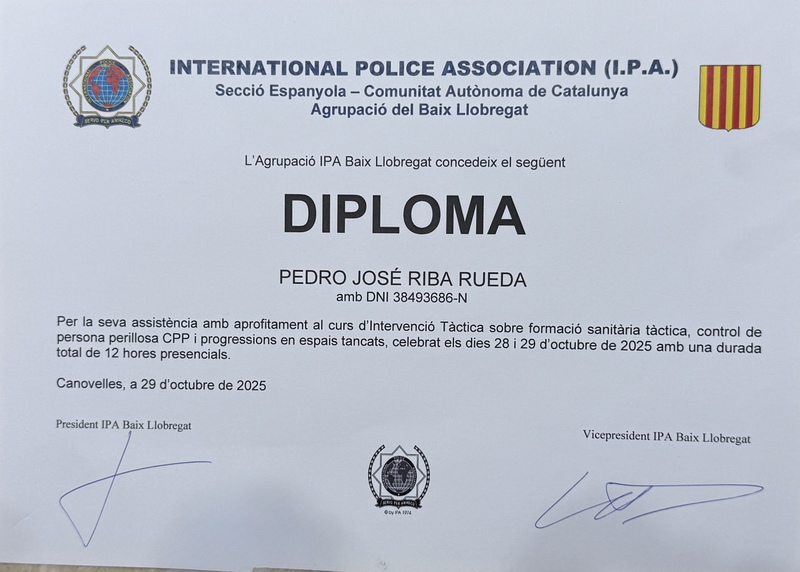 INTERNATIONAL POLICE ASSOCIATION (I.P.A.)
Secció Espanyola – Comunitat Autònoma de Catalunya
Agrupació del Baix Llobregat
SERVO PER AMIKECO
L'Agrupació IPA Baix Llobregat concedeix el següent
DIPLOMA
PEDRO JOSÉ RIBA RUEDA
amb DNI 38493686-N
Per la seva assistència amb aprofitament al curs d'Intervenció Tàctica sobre formació sanitària tàctica, control de
persona perillosa CPP i progressions en espais tancats, celebrat els dies 28 i 29 d'octubre de 2025 amb una durada
total de 12 hores presencials.
Canovelles, a 29 d'octubre de 2025
President IPA Baix Llobregat
Vicepresident IPA Baix Llobregat
SERVO PER AMIKECO